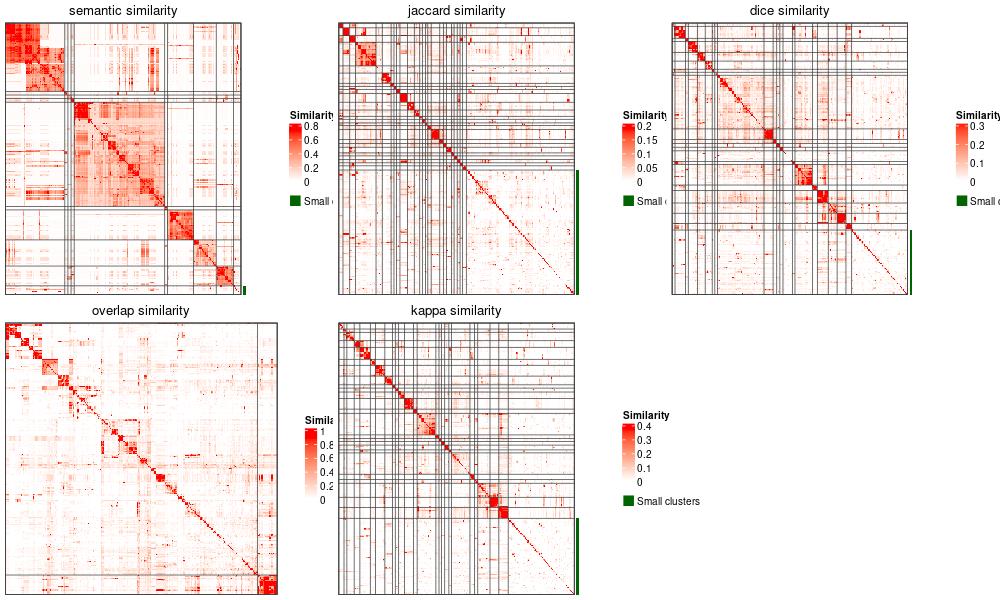 semantic similarity
Similarity
0.8
0.6
0.4
0.2
0
Small
jaccard similarity
Similarity
0.2
0.15
0.1
0.05
0
Small
dice similarity
Similarity
0.3
0.2
0.1
0
Small
overlap similarity
Simila
1
0.8
0.6
0.4
0.2
0
kappa similarity
Similarity
0.4
0.3
0.2
0.1
0
Small clusters